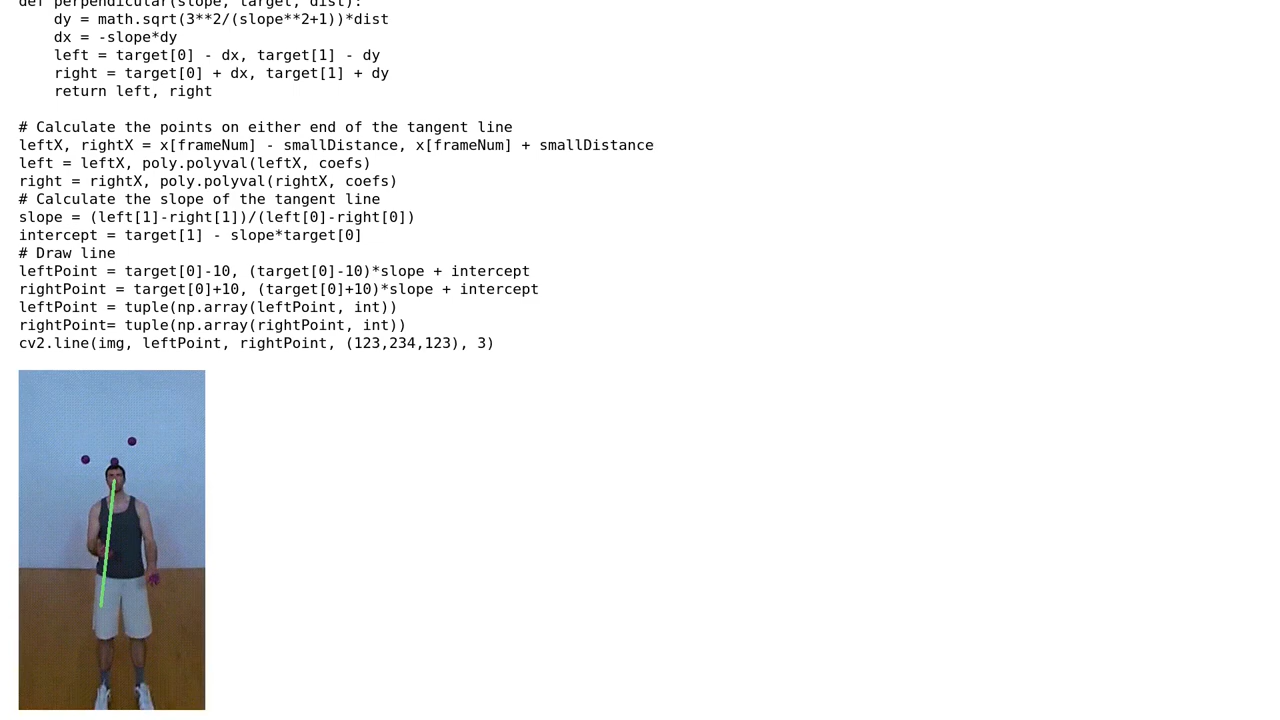 def perpendicular(slope, target, dist):
    dy = math.sqrt(3**2/(slope**2+1))*dist
    dx = -slope*dy
    left = target[0] - dx, target[1] - dy
    right = target[0] + dx, target[1] + dy
    return left, right
# Calculate the points on either end of the tangent line
leftX, rightX = x[frameNum] - smallDistance, x[frameNum] + smallDistance
left = leftX, poly.polyval(leftX, coefs)
right = rightX, poly.polyval(rightX, coefs)
# Calculate the slope of the tangent line
slope = (left[1]-right[1])/(left[0]-right[0])
intercept = target[1] - slope*target[0]
# Draw line
leftPoint = target[0]-10, (target[0]-10)*slope + intercept
rightPoint = target[0]+10, (target[0]+10)*slope + intercept
leftPoint = tuple(np.array(leftPoint, int))
rightPoint= tuple(np.array(rightPoint, int))
cv2.line(img, leftPoint, rightPoint, (123,234,123), 3)